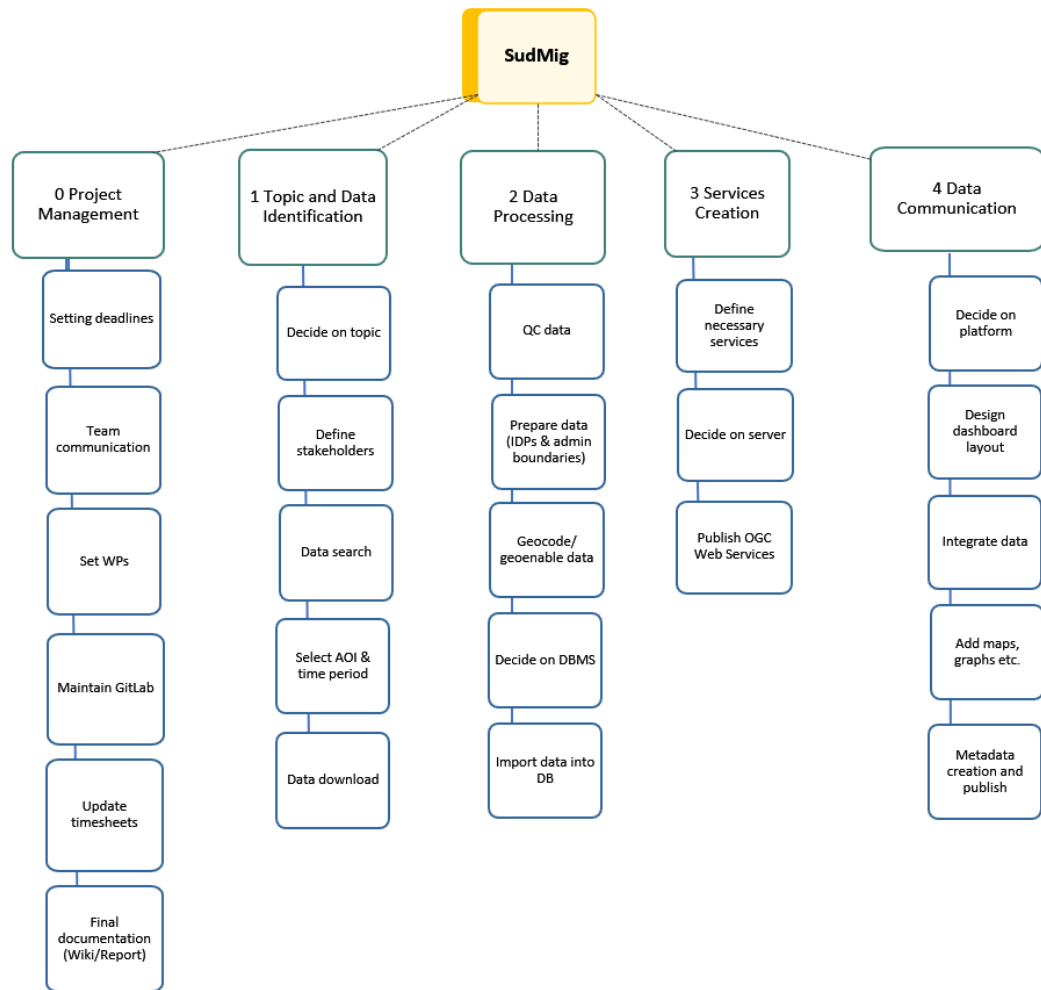 SudMig
0 Project
Management
Setting deadlines
Team
communication
Set WPs
Maintain GitLab
Update
timesheets
Final
documentation
(Wiki/Report)
1 Topic and Data
Identification
Decide on topic
Define
stakeholders
Data search
Select AOI &
time period
Data download
2 Data
Processing
QC data
Prepare data
(IDPs & admin
boundaries)
Geocode/
geoenable data
Decide on DBMS
Import data into
DB
3 Services
Creation
Define
necessary
services
Decide on server
Publish OGC
Web Services
4 Data
Communication
Decide on
platform
Design
dashboard
layout
Integrate data
Add maps,
graphs etc.
Metadata
creation and
publish